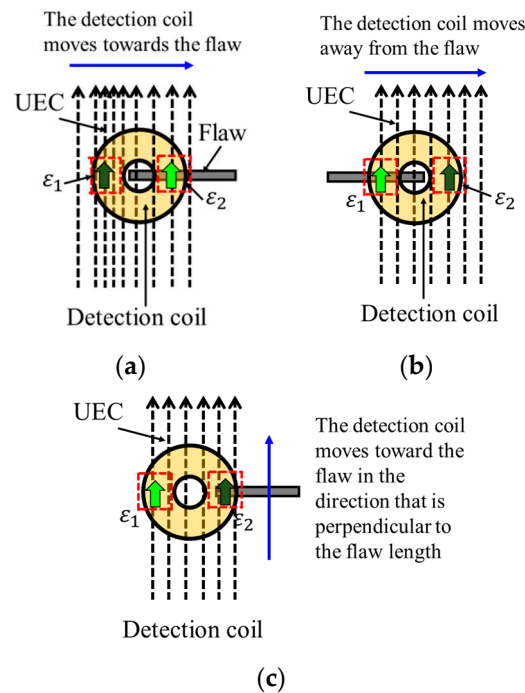 The detection coil
moves towards the flaw
UEC
Flaw
ε1
ε2
Detection coil
(a)
The detection coil moves
away from the flaw
UEC
ε1
ε2
Detection coil
(b)
UEC
The detection coil
moves toward the
flaw in the
direction that is
perpendicular to
the flaw length
ε1
ε2
Detection coil
(c)